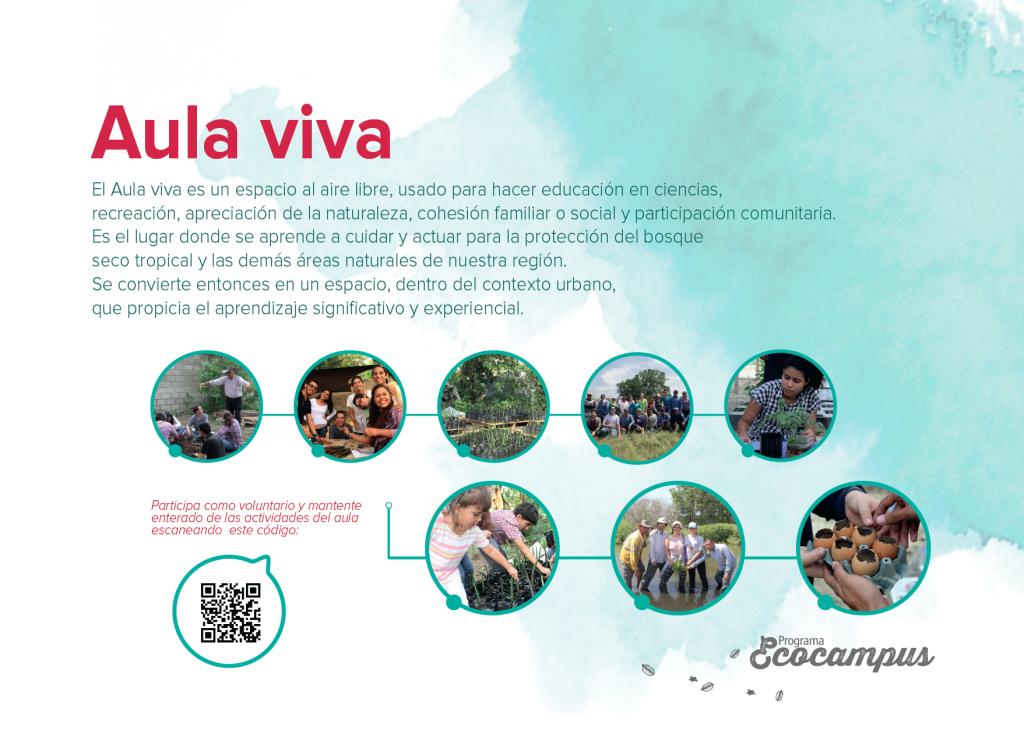 Aula viva
El Aula viva es un espacio al aire libre, usado para hacer educación en ciencias,
recreación, apreciación de la naturaleza, cohesión familiar o social y participación comunitaria.
Es el lugar donde se aprende a cuidar y actuar para la protección del bosque
seco tropical y las demás áreas naturales de nuestra región.
Se convierte entonces en un espacio, dentro del contexto urbano,
que propicia el aprendizaje significativo y experiencial.
Participa como voluntario y mantente
enterado de las actividades del aula
escaneando este código:
Programa
Ecocampus